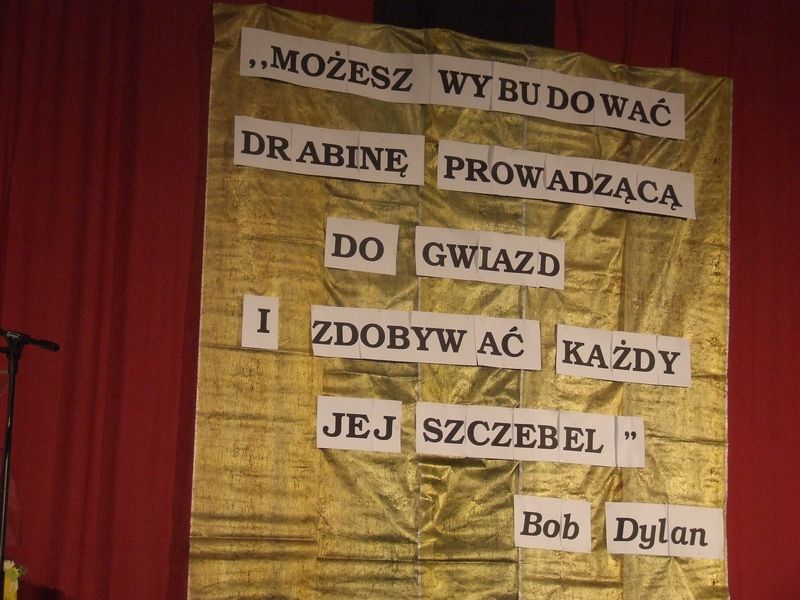 ,,MOŻESZ WYBUDOWAĆ
DRABINĘ PROWADZĄCĄ
DO GWIAZD
I ZDOBYWAĆ KAŻDY
JEJ SZCZEBEL”
Bob Dylan